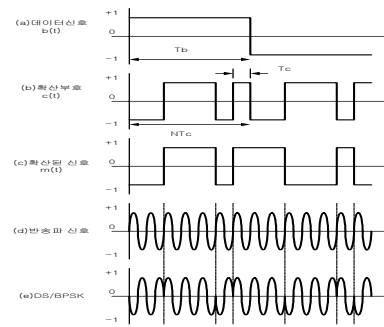 +1
(a)데이터신호
b(t)
0
-1
Tb
Tc
+1
(b)확산부호
c(t)
0
-1
NTc
+1
(c)확산된 신호
m(t)
0
-1
+1
(d)반송파 신호
0
-1
+1
(e)DS/BPSK
0
-1